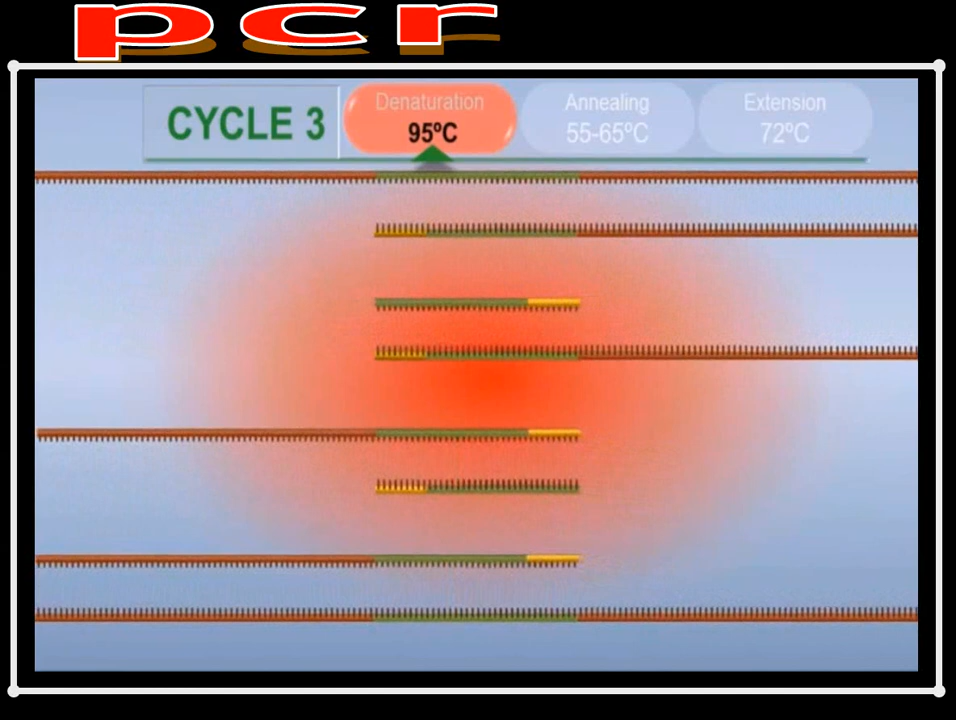 pcr
CYCLE 3
Denaturation
95ºC
Annealing
55-65ºC
Extension
72ºC